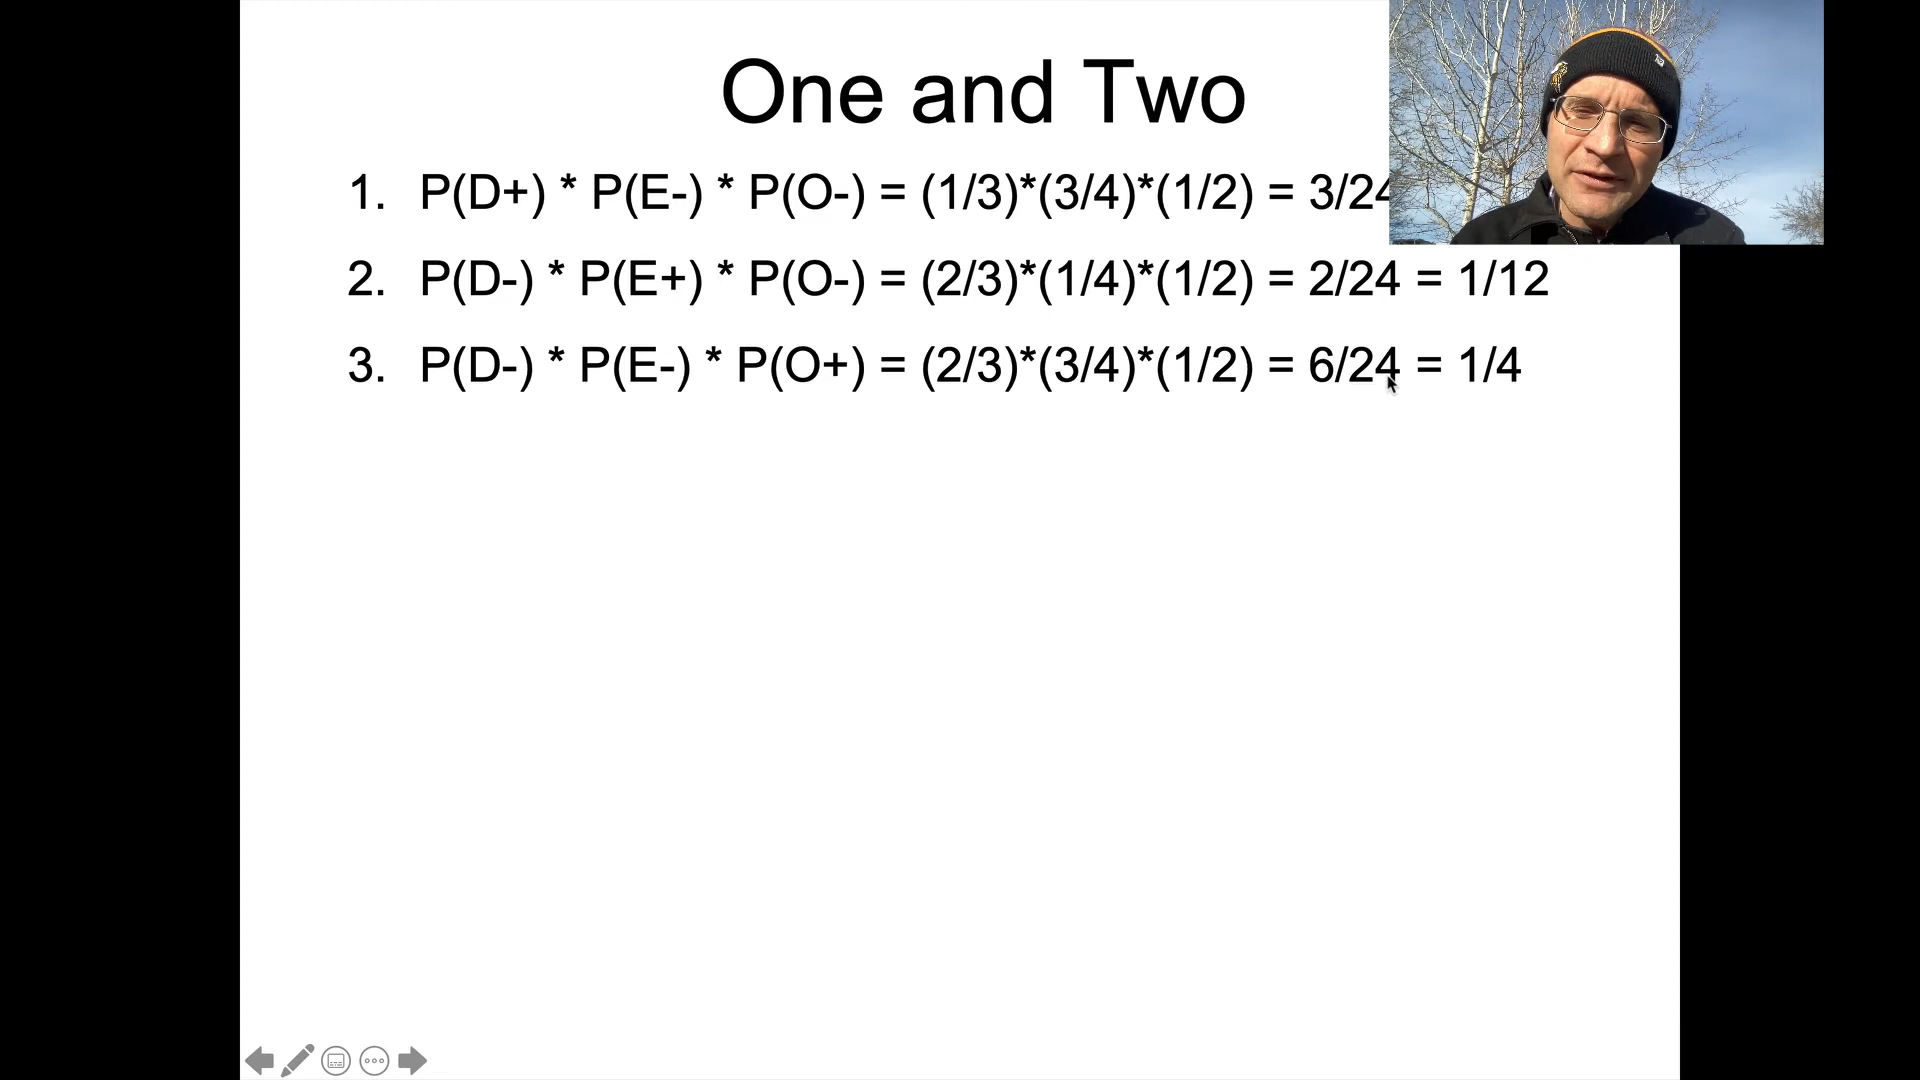 One and Two
1. P(D+) * P(E-) * P(O-) = (1/3)*(3/4)*(1/2) = 3/24
2. P(D-) * P(E+) * P(O-) = (2/3)*(1/4)*(1/2) = 2/24 = 1/12
3. P(D-) * P(E-) * P(O+) = (2/3)*(3/4)*(1/2) = 6/24 = 1/4